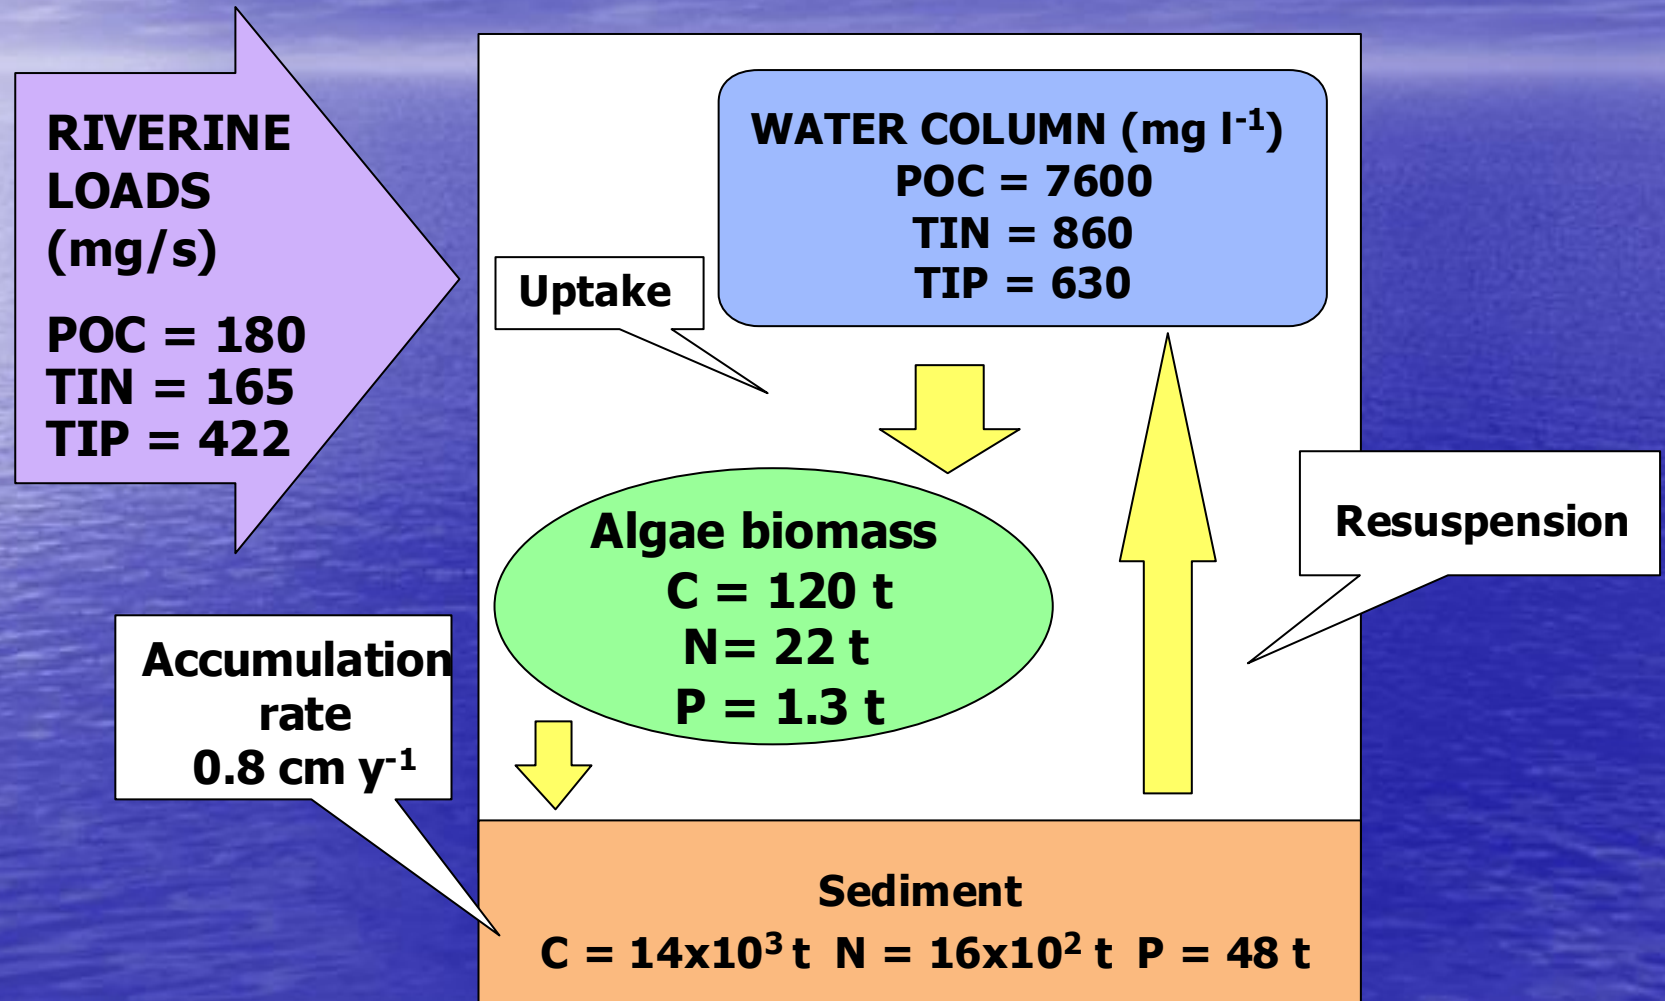 RIVERINE
LOADS
(mg/s)
POC = 180
TIN = 165
TIP = 422
WATER COLUMN (mg l⁻¹)
POC = 7600
TIN = 860
TIP = 630
Uptake
Algae biomass
C = 120 t
N= 22 t
P = 1.3 t
Resuspension
Accumulation
rate
0.8 cm y⁻¹
Sediment
C = 14x10³ t N = 16x10² t P = 48 t